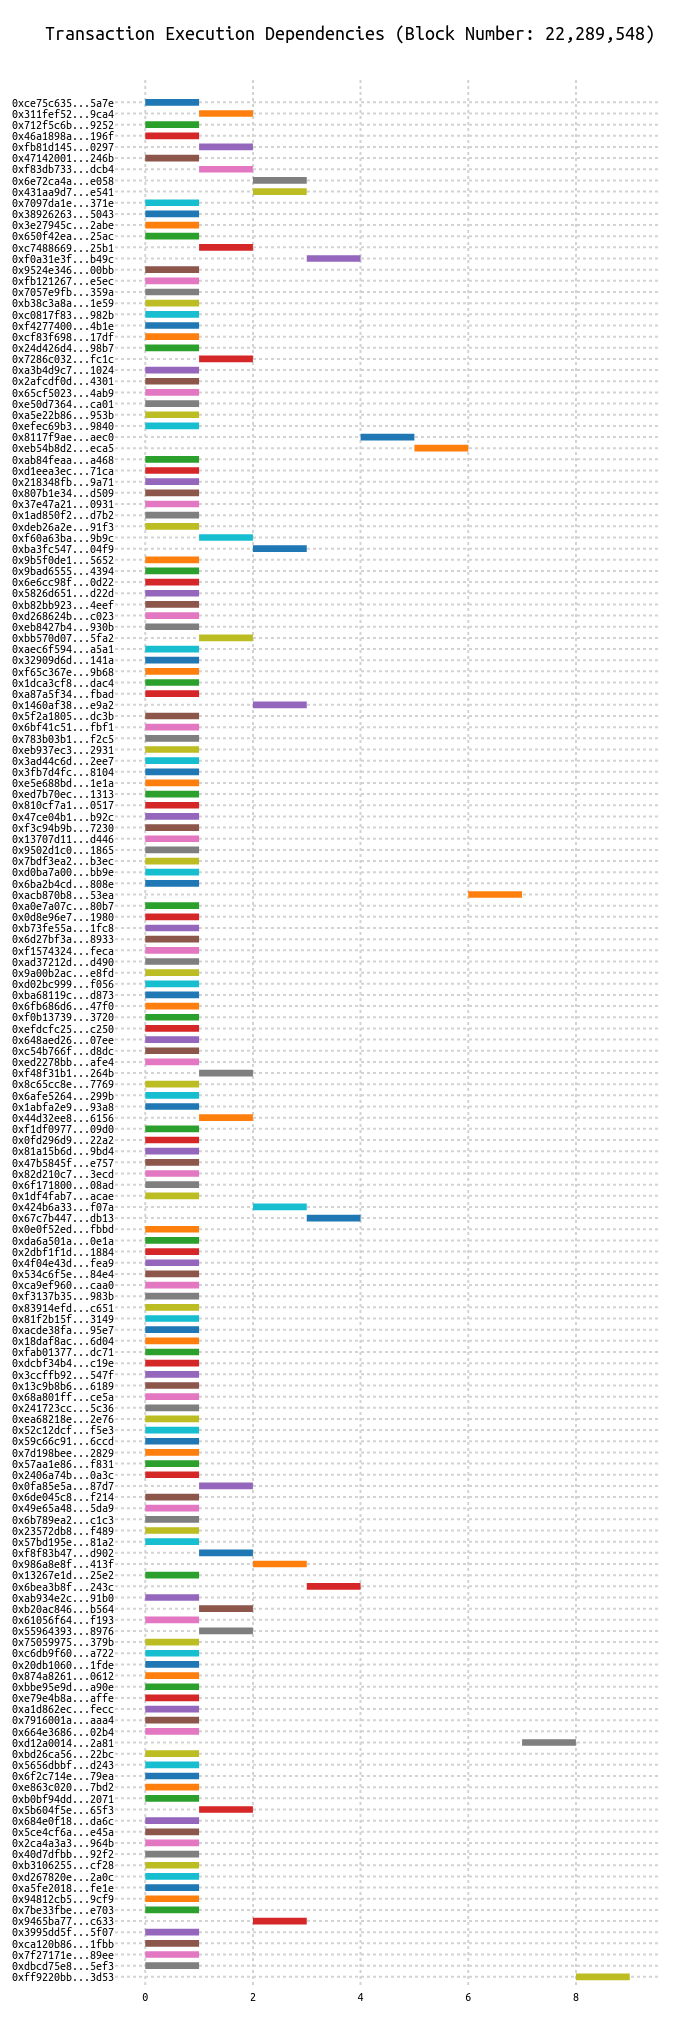 Transaction Execution Dependencies (Block Number: 22,289,548)
0xce75c635...5a7e
0x311fef52...9ca4
0x712f5c6b...9252
0x46a1898a...196f
0xfb81d145...0297
0x47142001...246b
0xf83db733...dcb4
0x6e72ca4a...e058
0x431aa9d7...e541
0x7097da1e...371e
0x38926263...5043
0x3e27945c...2abe
0x650f42ea...25ac
0xc7488669...25b1
0xf0a31e3f...b49c
0x9524e346...00bb
0xfb121267...e5ec
0x7057e9fb...359a
0xb38c3a8a...1e59
0xc0817f83...982b
0xf4277400...4b1e
0xcf83f698...17df
0x24d426d4...98b7
0x7286c032...fc1c
0xa3b4d9c7...1024
0x2afcdf0d...4301
0x65cf5023...4ab9
0xe50d7364...ca01
0xa5e22b86...953b
0xefec69b3...9840
0x8117f9ae...aec0
0xeb54b8d2...eca5
0xab84feaa...a468
0xd1eea3ec...71ca
0x218348fb...9a71
0x807b1e34...d509
0x37e47a21...0931
0x1ad850f2...d7b2
0xdeb26a2e...91f3
0xf60a63ba...9b9c
0xba3fc547...04f9
0x9b5f0de1...5652
0x9bad6555...4394
0x6e6cc98f...0d22
0x5826d651...d22d
0xb82bb923...4eef
0xd268624b...c023
0xeb8427b4...930b
0xbb570d07...5fa2
0xaec6f594...a5a1
0x32909d6d...141a
0xf65c367e...9b68
0x1dca3cf8...dac4
0xa87a5f34...fbad
0x1460af38...e9a2
0x5f2a1805...dc3b
0x6bf41c51...fbf1
0x783b03b1...f2c5
0xeb937ec3...2931
0x3ad44c6d...2ee7
0x3fb7d4fc...8104
0xe5e688bd...1e1a
0xed7b70ec...1313
0x810cf7a1...0517
0x47ce04b1...b92c
0xf3c94b9b...7230
0x13707d11...d446
0x9502d1c0...1865
0x7bdf3ea2...b3ec
0xd0ba7a00...bb9e
0x6ba2b4cd...808e
0xacb870b8...53ea
0xa0e7a07c...80b7
0x0d8e96e7...1980
0xb73fe55a...1fc8
0x6d27bf3a...8933
0xf1574324...feca
0xad37212d...d490
0x9a00b2ac...e8fd
0xd02bc999...f056
0xba68119c...d873
0x6fb686d6...47f0
0xf0b13739...3720
0xefdcfc25...c250
0x648aed26...07ee
0xc54b766f...d8dc
0xed2278bb...afe4
0xf48f31b1...264b
0x8c65cc8e...7769
0x6afe5264...299b
0x1abfa2e9...93a8
0x44d32ee8...6156
0xf1df0977...09d0
0x0fd296d9...22a2
0x81a15b6d...9bd4
0x47b5845f...e757
0x82d210c7...3ecd
0x6f171800...08ad
0x1df4fab7...acae
0x424b6a33...f07a
0x67c7b447...db13
0x0e0f52ed...fbbd
0xda6a501a...0e1a
0x2dbf1f1d...1884
0x4f04e43d...fea9
0x534c6f5e...84e4
0xca9ef960...caa0
0xf3137b35...983b
0x83914efd...c651
0x81f2b15f...3149
0xacde38fa...95e7
0x18daf8ac...6d04
0xfab01377...dc71
0xdcbf34b4...c19e
0x3ccffb92...547f
0x13c9b8b6...6189
0x68a801ff...ce5a
0x241723cc...5c36
0xea68218e...2e76
0x52c12dcf...f5e3
0x59c66c91...6ccd
0x7d198bee...2829
0x57aa1e86...f831
0x2406a74b...0a3c
0x0fa85e5a...87d7
0x6de045c8...f214
0x49e65a48...5da9
0x6b789ea2...c1c3
0x23572db8...f489
0x57bd195e...81a2
0xf8f83b47...d902
0x986a8e8f...413f
0x13267e1d...25e2
0x6bea3b8f...243c
0xab934e2c...91b0
0xb20ac846...b564
0x61056f64...f193
0x55964393...8976
0x75059975...379b
0xc6db9f60...a722
0x20db1060...1fde
0x874a8261...0612
0xbbe95e9d...a90e
0xe79e4b8a...affe
0xa1d862ec...fecc
0x7916001a...aaa4
0x664e3686...02b4
0xd12a0014...2a81
0xbd26ca56...22bc
0x5656dbbf...d243
0x6f2c714e...79ea
0xe863c020...7bd2
0xb0bf94dd...2071
0x5b604f5e...65f3
0x684e0f18...da6c
0x5ce4cf6a...e45a
0x2ca4a3a3...964b
0x40d7dfbb...92f2
0xb3106255...cf28
0xd267820e...2a0c
0xa5fe2018...fe1e
0x94812cb5...9cf9
0x7be33fbe...e703
0x9465ba77...c633
0x3995dd5f...5f07
0xca120b86...1fbb
0x7f27171e...89ee
0xdbcd75e8...5ef3
0xff9220bb...3d53
0 2 4 6 8